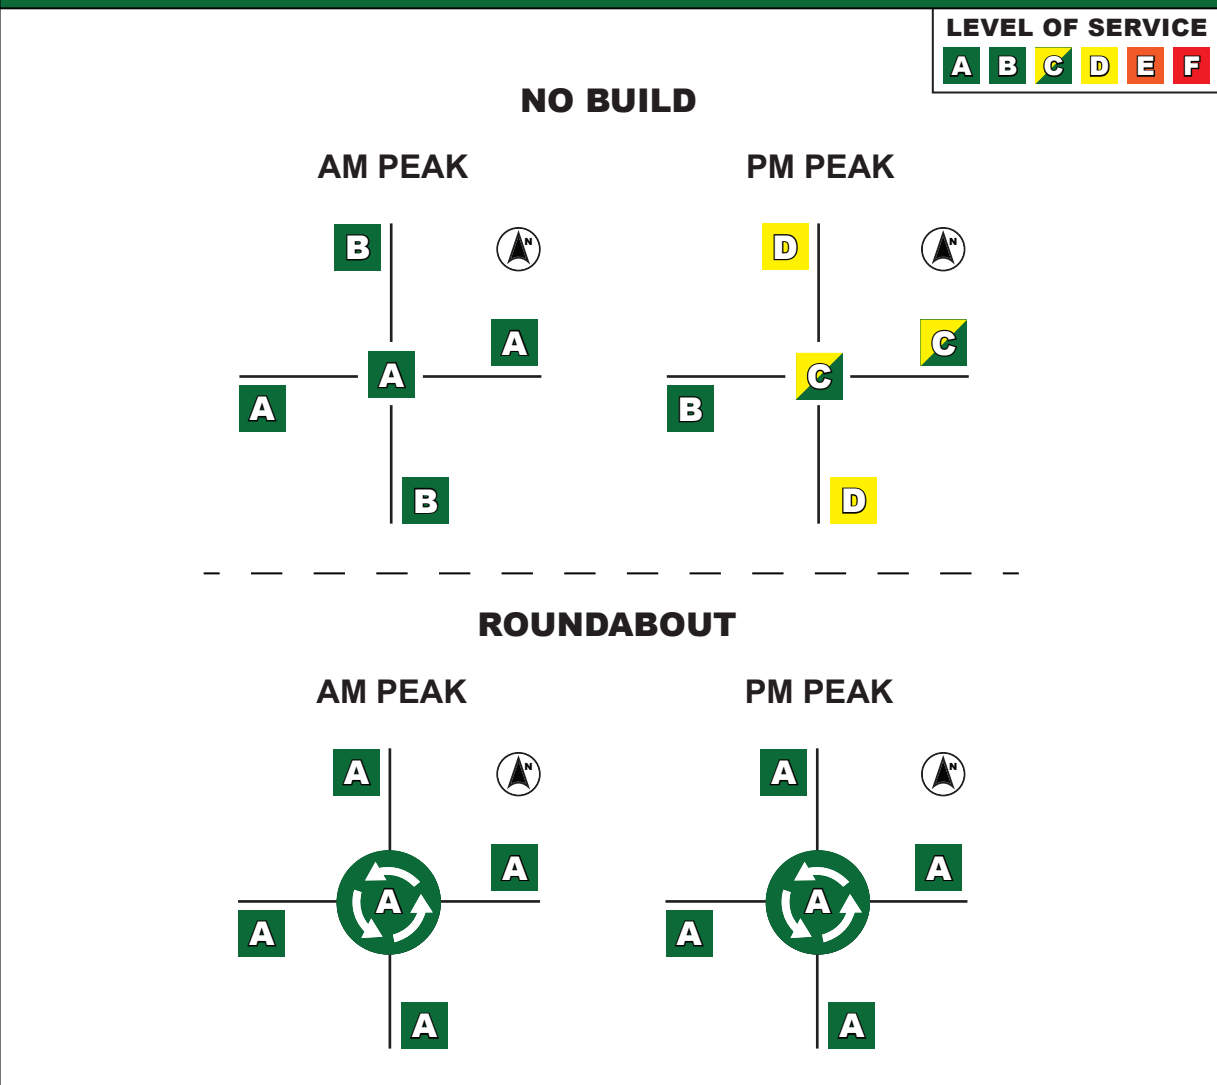 LEVEL OF SERVICE
A B C D E F
NO BUILD
AM PEAK
PM PEAK
B
N
A
A
A
B
D
N
C
C
B
D
ROUNDABOUT
AM PEAK
PM PEAK
A
N
A
A
A
A
A
N
A
A
A
A